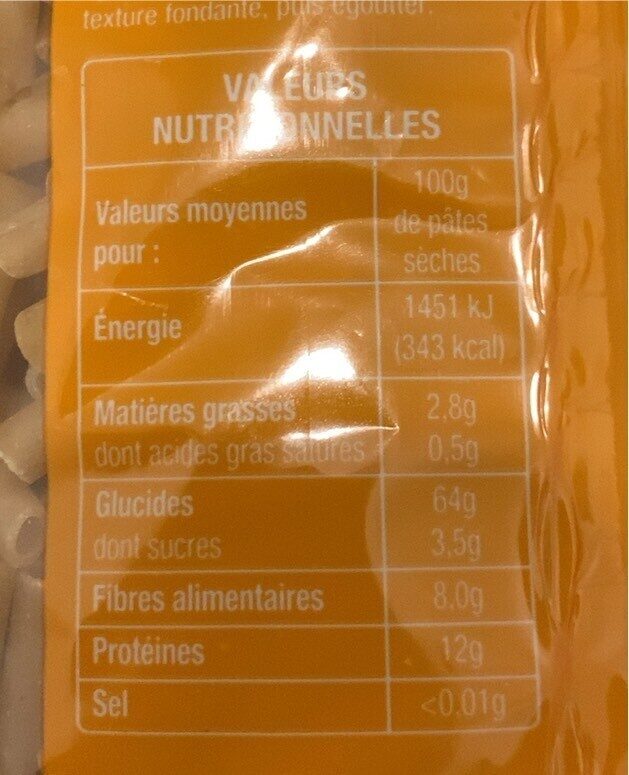 texture fondante, puis égoutter.
VALEURS
NUTRITIONNELLES
Valeurs moyennes
pour :
100g
de pâtes
sèches
Énergie
1451 kJ
(343 kcal)
Matières grasses 2,8g
dont acides gras saturés 0,5g
Glucides 64g
dont sucres 3,5g
Fibres alimentaires 8,0g
Protéines 12g
Sel <0,01g